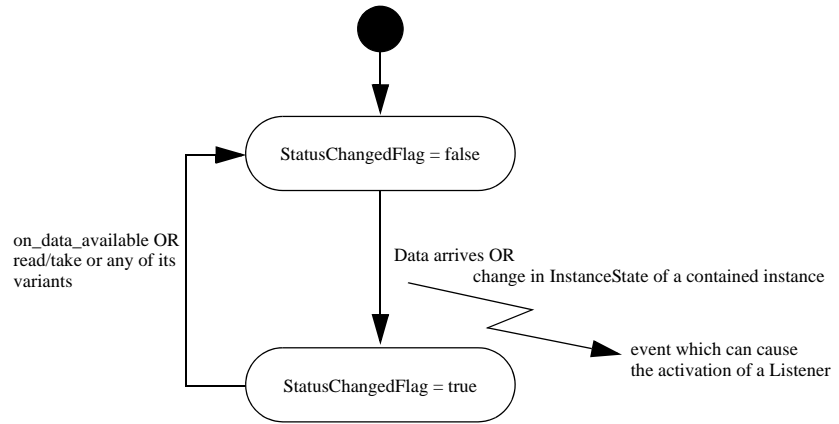 StatusChangedFlag = false
on_data_available OR
read/take or any of its
variants
Data arrives OR
change in InstanceState of a contained instance
event which can cause
the activation of a Listener
StatusChangedFlag = true